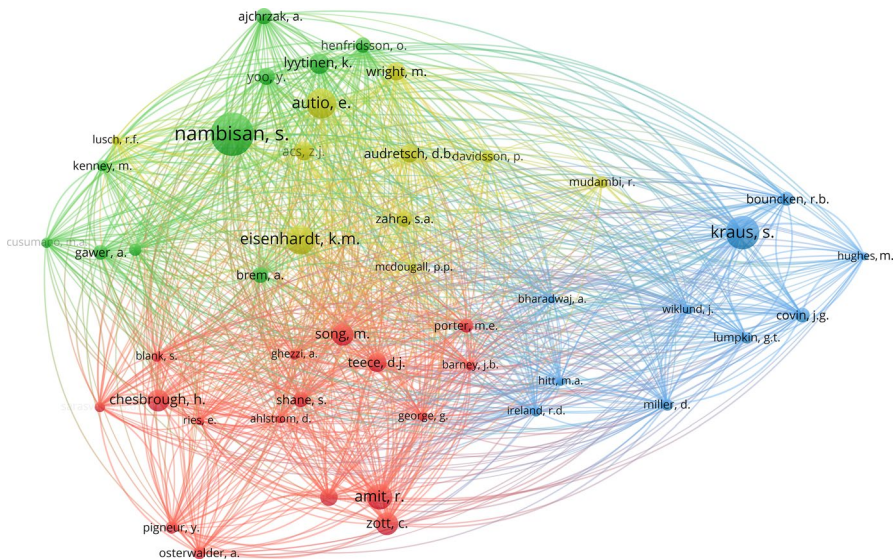 ajchrzak, a.
henfridsson, o.
lyytinen, k.
wright, m.
yoo, y.
autio, e.
nambisan, s.
lusch, r.f.
acs, z.j.
audretsch, d.b
davidsson, p.
kenney, m.
mudambi, r.
bouncken, r.b.
zahra, s.a.
kraus, s.
eisenhardt, k.m.
gawer, a.
hughes, m.
mcdougall, p.p.
brem, a.
bharadwaj, a.
wiklund, j.
covin, j.g.
porter, m.e.
song, m.
lumpkin, g.t.
blank, s.
ghezzi, a.
teece, d.j.
barney, j.b.
hitt, m.a.
chesbrough, h.
shane, s.
miller, d.
ireland, r.d.
george, g.
ries, e.
ahlstrom, d.
amit, r.
zott, c.
pigneur, y.
osterwalder, a.